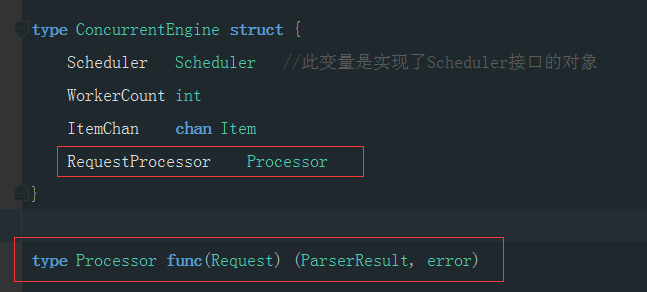 type ConcurrentEngine struct {
Scheduler Scheduler //此变量是实现了Scheduler接口的对象
WorkerCount int
ItemChan chan Item
RequestProcessor Processor
}
type Processor func(Request) (ParserResult, error)